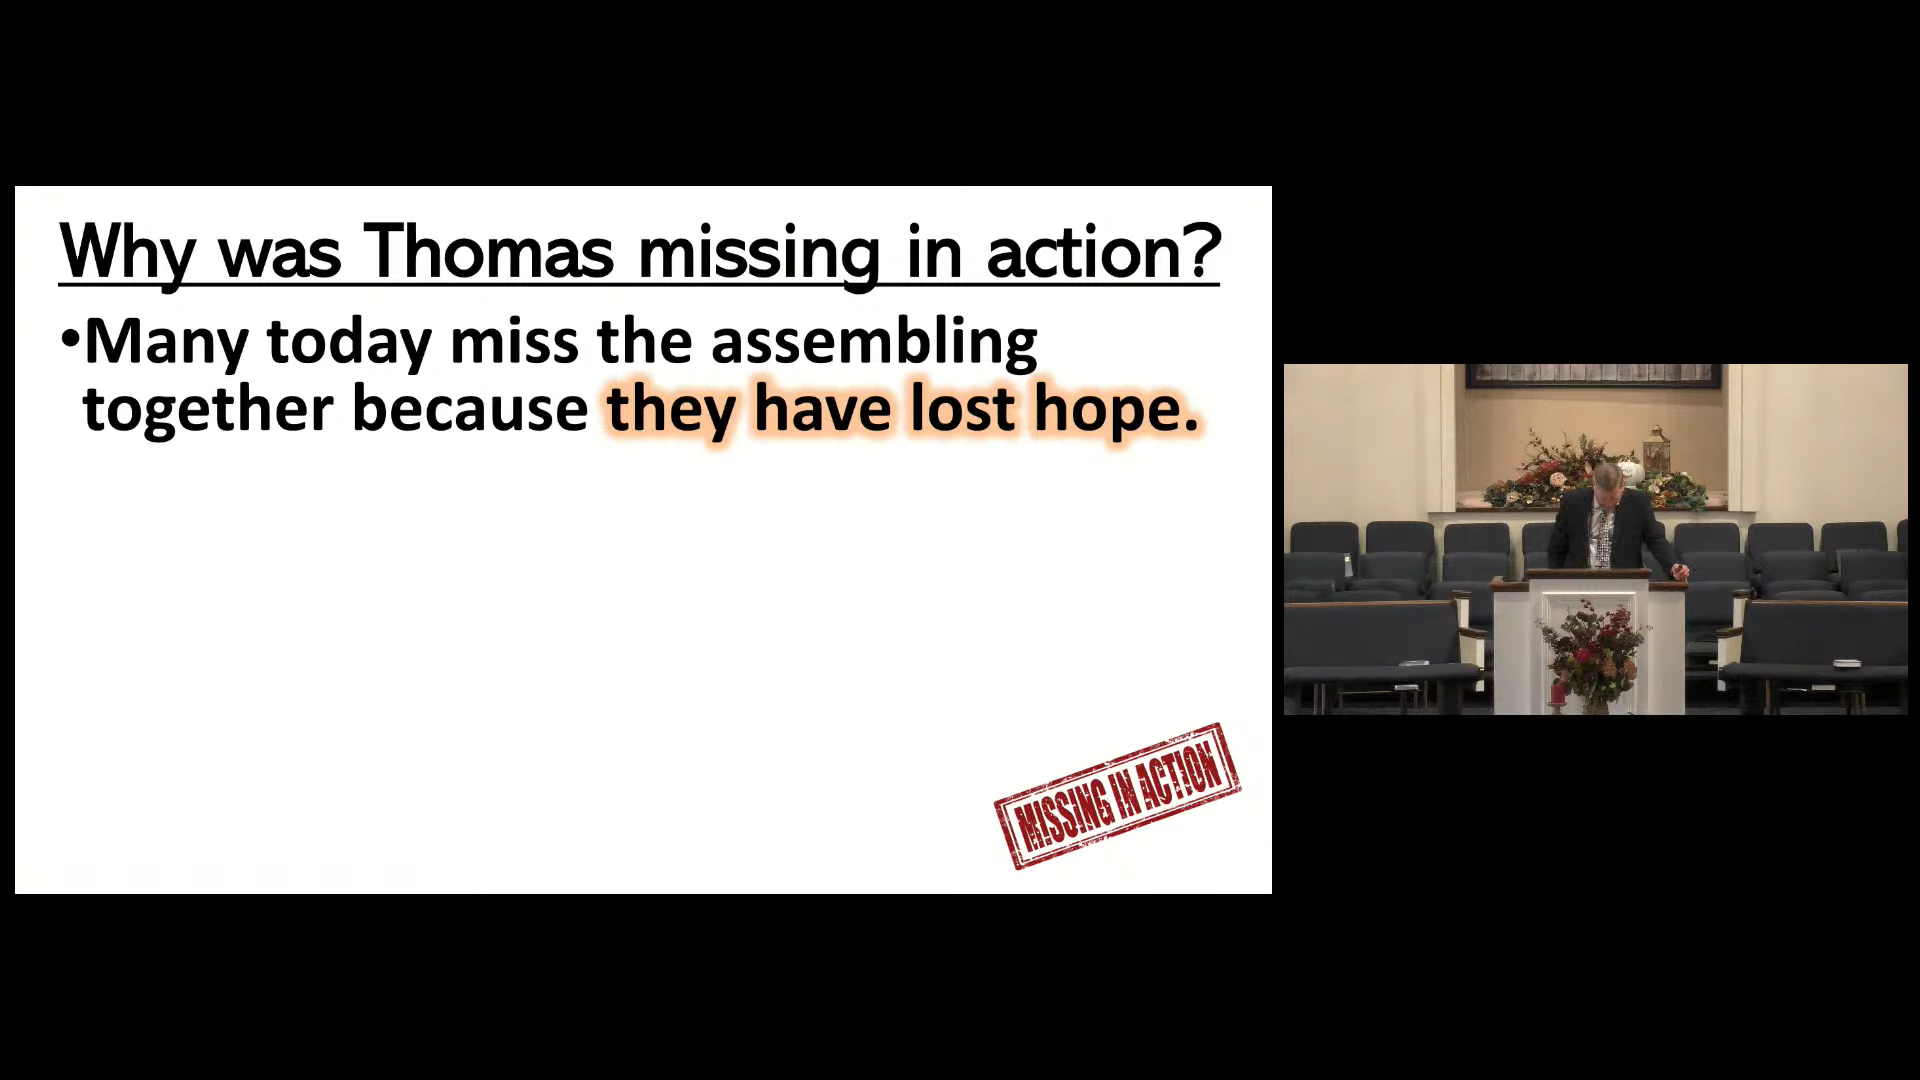 Why was Thomas missing in action?
•Many today miss the assembling
together because they have lost hope.
MISSING IN ACTION